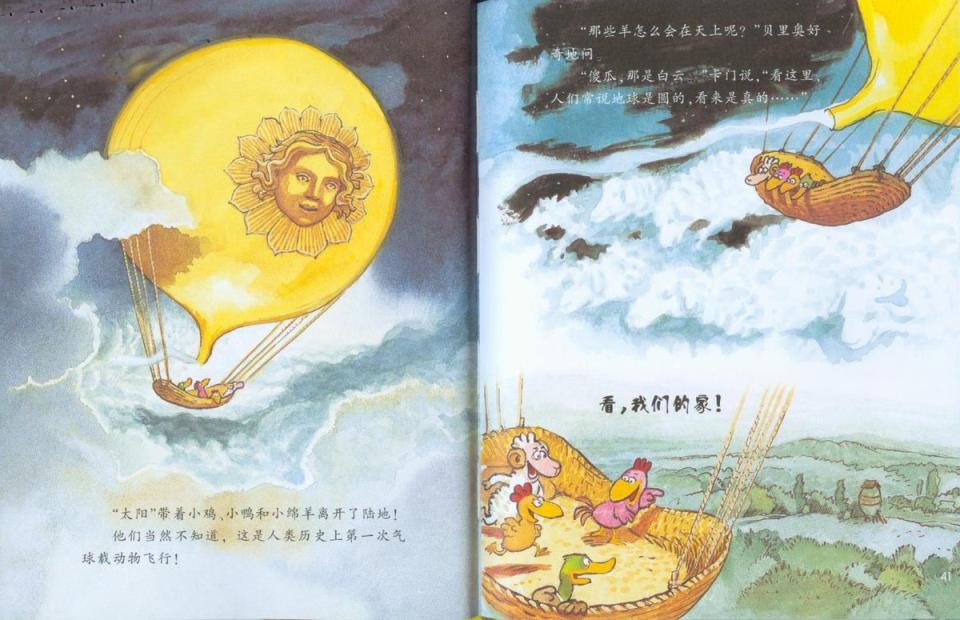 “太阳”带着小鸡、小鸭和小绵羊离开了陆地！
他们当然不知道，这是人类历史上第一次气
球载动物飞行！
“那些羊怎么会在天上呢？”贝里奥好
奇地问。
“傻瓜，那是白云……”卡门说，“看这里，
人们常说地球是圆的，看来是真的……”
看，我们的家！
41